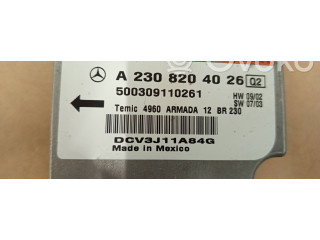 A 230 820 40 26 Q2
500309110261
HW 09/02
SW 07/03
Temic 4960 ARMADA 12 BR 230
DCV3J11A84G
Made in Mexico